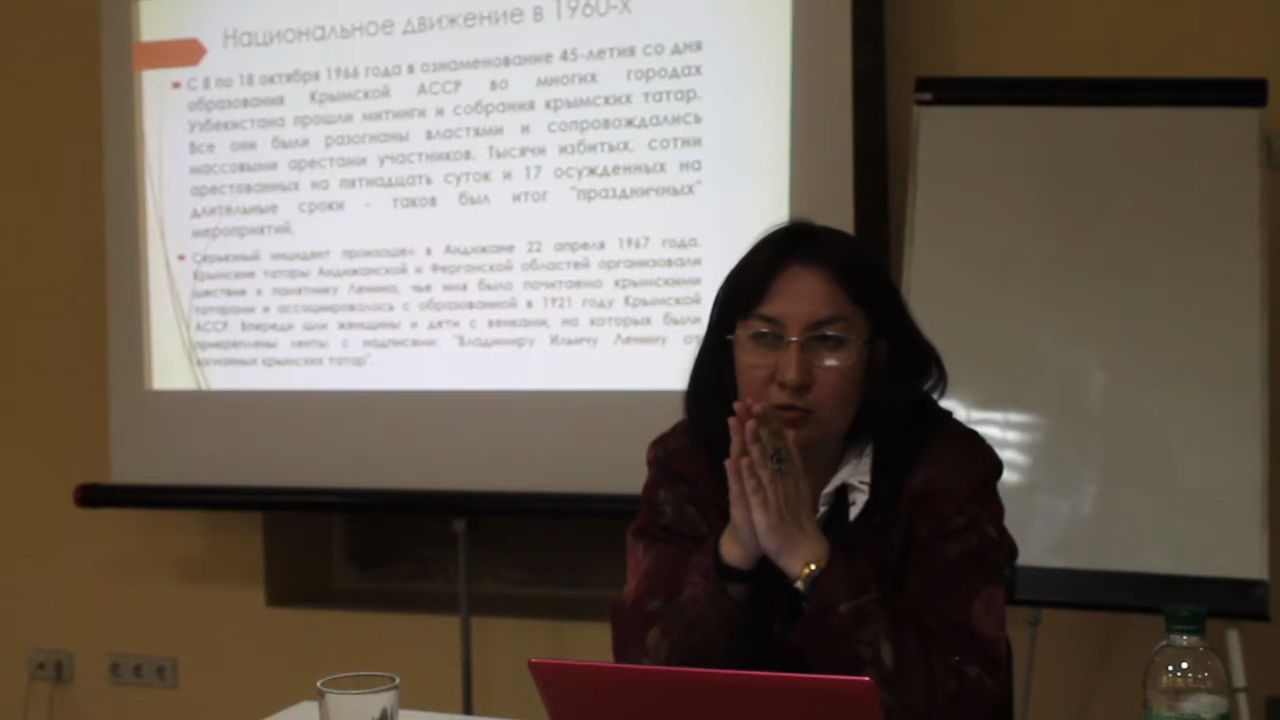 Национальное движение в 1960-х
С 8 по 18 октября 1966 года в ознаменование 45-летия со дня
образования Крымской АССР во многих городах
Узбекистана прошли митинги и собрания крымских татар.
Все они были разогнаны властями и сопровождались
массовыми арестами участников. Тысячи избитых, сотни
арестованных на пятнадцать суток и 17 осужденных на
длительные сроки - таков был итог "праздничных"
мероприятий.
Серьезный инцидент произошел в Андижане 22 апреля 1967 года.
Крымские татары Андижанской и Ферганской областей организовали
шествие к памятнику Ленина, чье имя было почитаемо крымскими
татарами и ассоциировалось с образованной в 1921 году Крымской
АССР. Впереди шли женщины и дети с венками, на которых были
прикреплены ленты с надписями: "Владимиру Ильичу Ленину от
крымских татар".